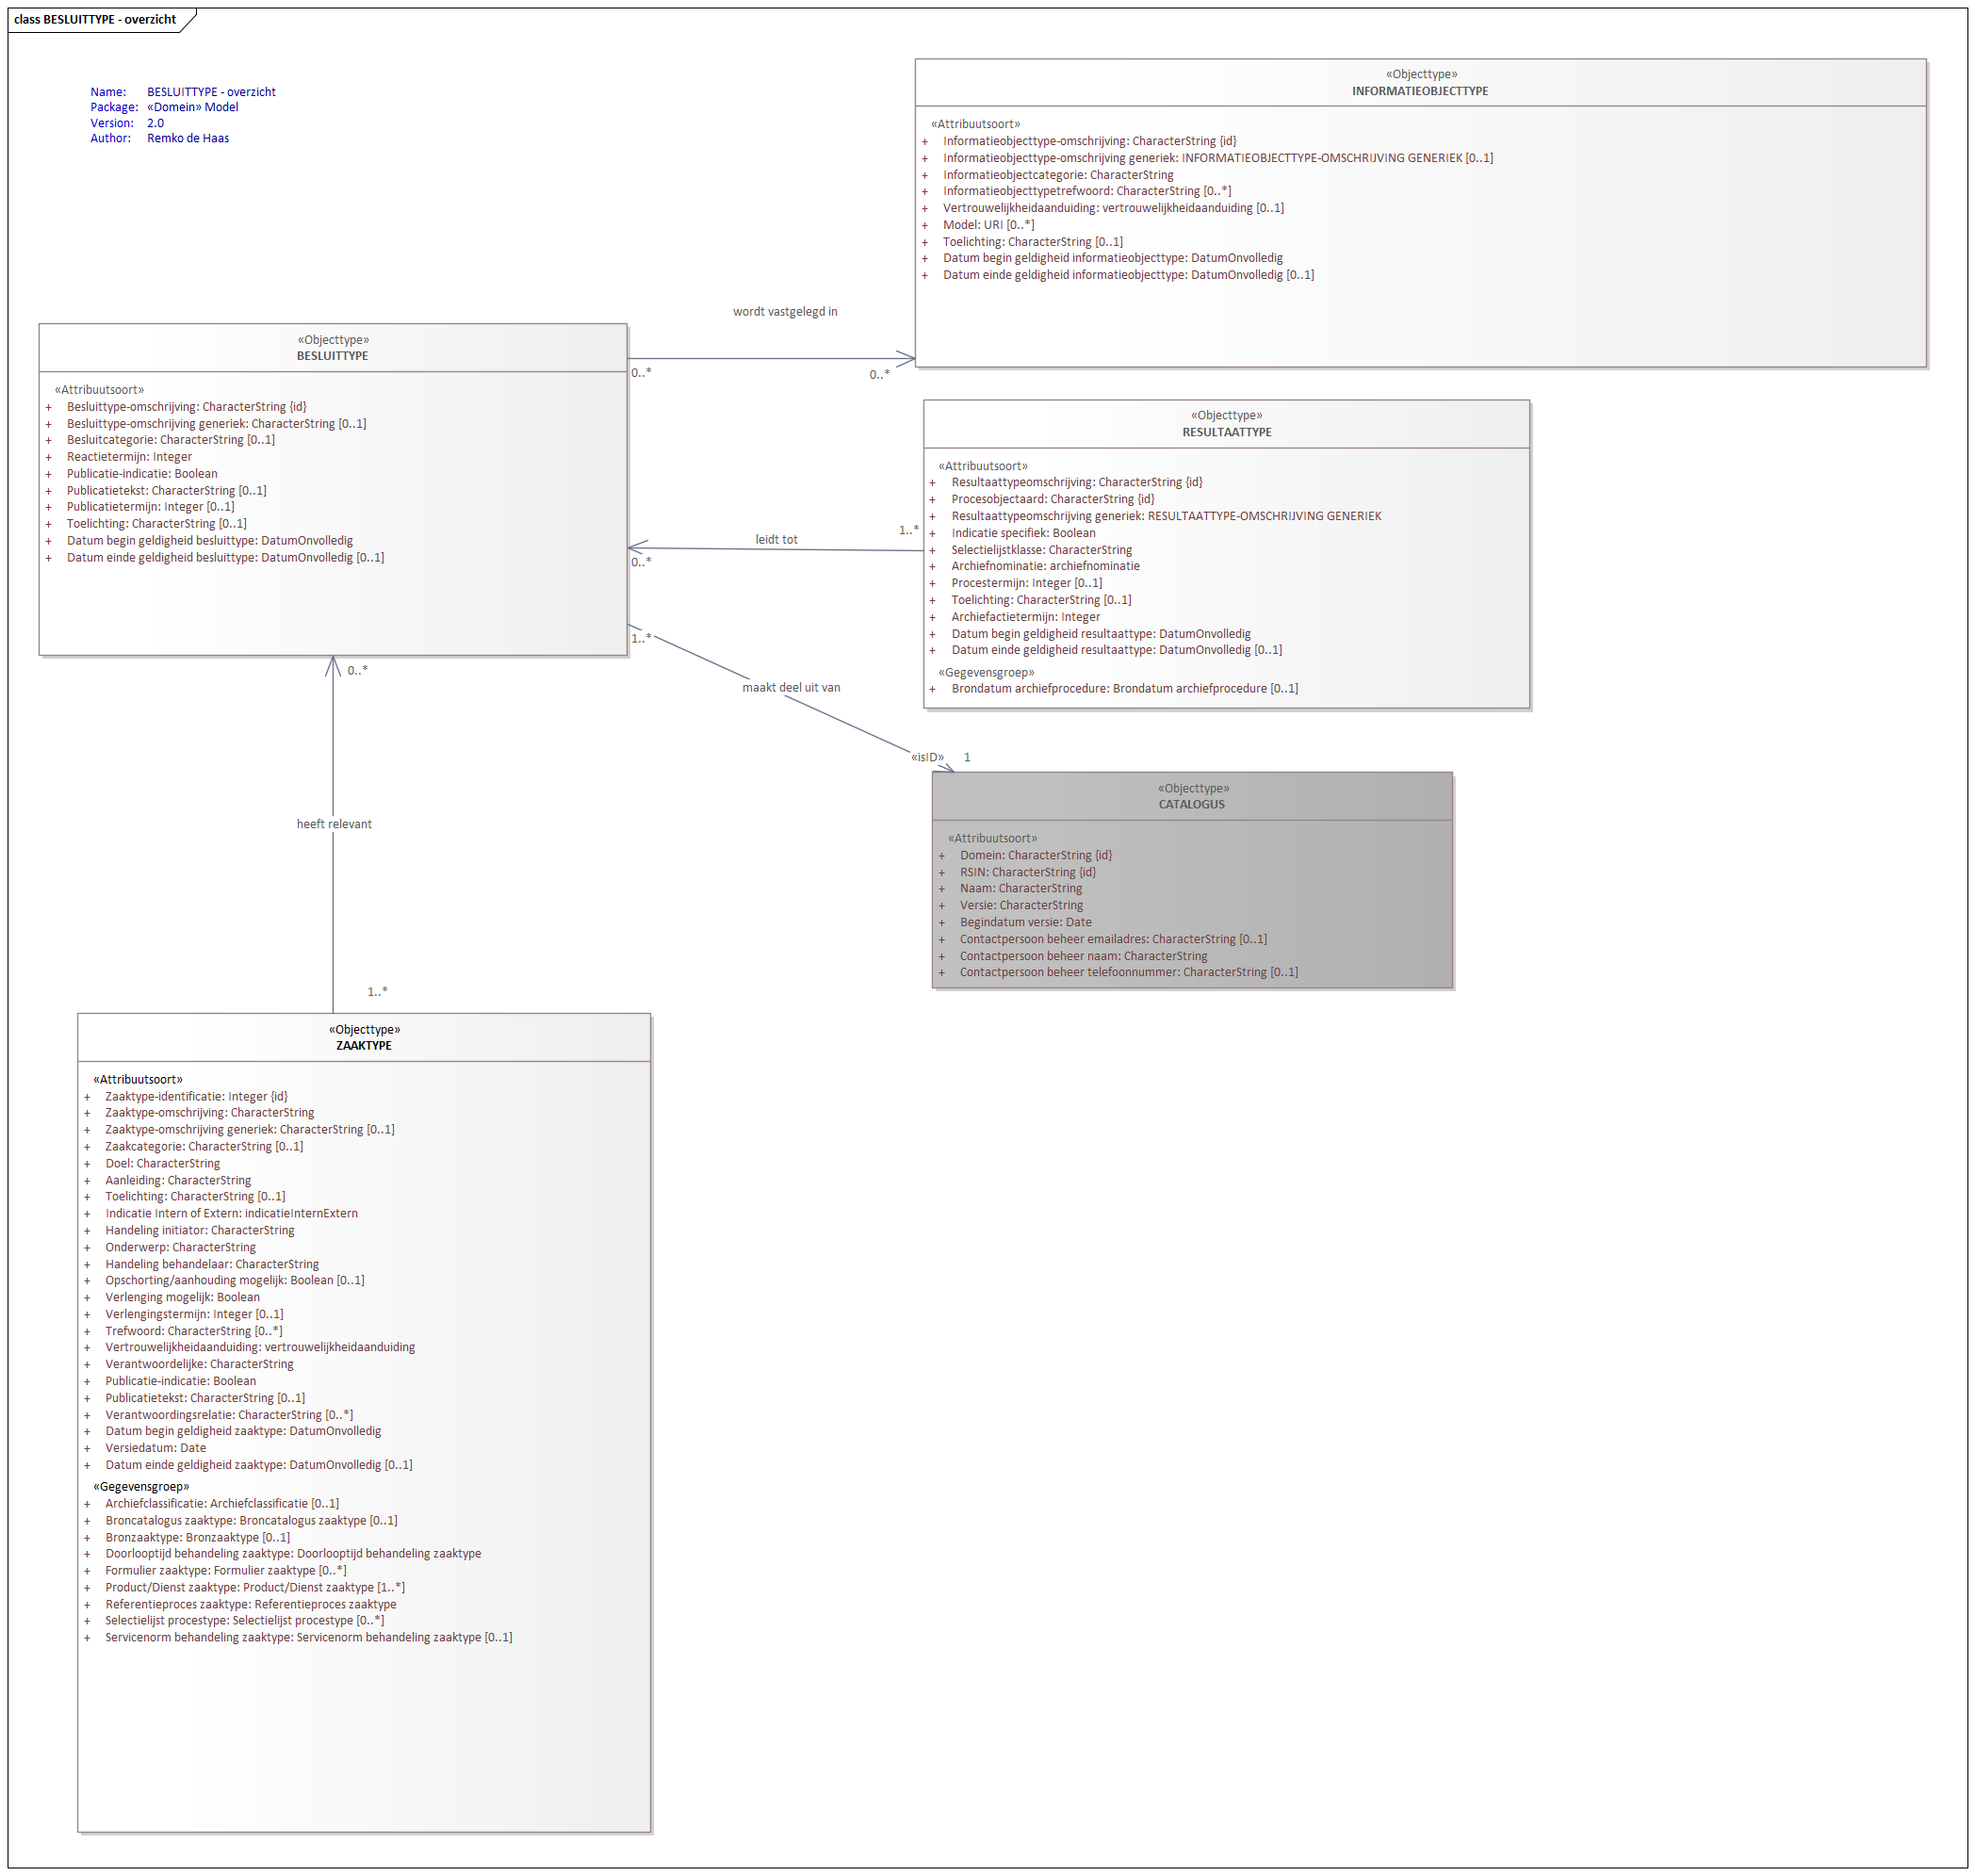 class BESLUITTYPE - overzicht
Name: BESLUITTYPE - overzicht
Package: «Domein» Model
Version: 2.0
Author: Remko de Haas
«Objecttype»
INFORMATIEOBJECTTYPE
«Attribuutsoort»
+ Informatieobjecttype-omschrijving: CharacterString {id}
+ Informatieobjecttype-omschrijving generiek: INFORMATIEOBJECTTYPE-OMSCHRIJVING GENERIEK [0..1]
+ Informatieobjectcategorie: CharacterString
+ Informatieobjecttypetrefwoord: CharacterString [0..*]
+ Vertrouwelijkheidaanduiding: vertrouwelijkheidaanduiding [0..1]
+ Model: URI [0..*]
+ Toelichting: CharacterString [0..1]
+ Datum begin geldigheid informatieobjecttype: DatumOnvolledig
+ Datum einde geldigheid informatieobjecttype: DatumOnvolledig [0..1]
wordt vastgelegd in
0..*
0..*
«Objecttype»
BESLUITTYPE
«Attribuutsoort»
+ Besluittype-omschrijving: CharacterString {id}
+ Besluittype-omschrijving generiek: CharacterString [0..1]
+ Besluitcategorie: CharacterString [0..1]
+ Reactietermijn: Integer
+ Publicatie-indicatie: Boolean
+ Publicatietekst: CharacterString [0..1]
+ Publicatietermijn: Integer [0..1]
+ Toelichting: CharacterString [0..1]
+ Datum begin geldigheid besluittype: DatumOnvolledig
+ Datum einde geldigheid besluittype: DatumOnvolledig [0..1]
«Objecttype»
RESULTAATTYPE
«Attribuutsoort»
+ Resultaattypeomschrijving: CharacterString {id}
+ Procesobjectaard: CharacterString {id}
+ Resultaattypeomschrijving generiek: RESULTAATTYPE-OMSCHRIJVING GENERIEK
+ Indicatie specifiek: Boolean
+ Selectielijstklasse: CharacterString
+ Archiefnominatie: archiefnominatie
+ Procestermijn: Integer [0..1]
+ Toelichting: CharacterString [0..1]
+ Archiefactietermijn: Integer
+ Datum begin geldigheid resultaattype: DatumOnvolledig
+ Datum einde geldigheid resultaattype: DatumOnvolledig [0..1]
«Gegevensgroep»
+ Brondatum archiefprocedure: Brondatum archiefprocedure [0..1]
1..*
leidt tot
0..*
1..*
maakt deel uit van
«isID» 1
«Objecttype»
CATALOGUS
«Attribuutsoort»
+ Domein: CharacterString {id}
+ RSIN: CharacterString {id}
+ Naam: CharacterString
+ Versie: CharacterString
+ Begindatum versie: Date
+ Contactpersoon beheer emailadres: CharacterString [0..1]
+ Contactpersoon beheer naam: CharacterString
+ Contactpersoon beheer telefoonnummer: CharacterString [0..1]
0..*
heeft relevant
1..*
«Objecttype»
ZAAKTYPE
«Attribuutsoort»
+ Zaaktype-identificatie: Integer {id}
+ Zaaktype-omschrijving: CharacterString
+ Zaaktype-omschrijving generiek: CharacterString [0..1]
+ Zaakcategorie: CharacterString [0..1]
+ Doel: CharacterString
+ Aanleiding: CharacterString
+ Toelichting: CharacterString [0..1]
+ Indicatie Intern of Extern: indicatieInternExtern
+ Handeling initiator: CharacterString
+ Onderwerp: CharacterString
+ Handeling behandelaar: CharacterString
+ Opschorting/aanhouding mogelijk: Boolean [0..1]
+ Verlenging mogelijk: Boolean
+ Verlengingstermijn: Integer [0..1]
+ Trefwoord: CharacterString [0..*]
+ Vertrouwelijkheidaanduiding: vertrouwelijkheidaanduiding
+ Verantwoordelijke: CharacterString
+ Publicatie-indicatie: Boolean
+ Publicatietekst: CharacterString [0..1]
+ Verantwoordingsrelatie: CharacterString [0..*]
+ Datum begin geldigheid zaaktype: DatumOnvolledig
+ Versiedatum: Date
+ Datum einde geldigheid zaaktype: DatumOnvolledig [0..1]
«Gegevensgroep»
+ Archiefclassificatie: Archiefclassificatie [0..1]
+ Broncatalogus zaaktype: Broncatalogus zaaktype [0..1]
+ Bronzaaktype: Bronzaaktype [0..1]
+ Doorlooptijd behandeling zaaktype: Doorlooptijd behandeling zaaktype
+ Formulier zaaktype: Formulier zaaktype [0..*]
+ Product/Dienst zaaktype: Product/Dienst zaaktype [1..*]
+ Referentieproces zaaktype: Referentieproces zaaktype
+ Selectielijst procestype: Selectielijst procestype [0..*]
+ Servicenorm behandeling zaaktype: Servicenorm behandeling zaaktype [0..1]